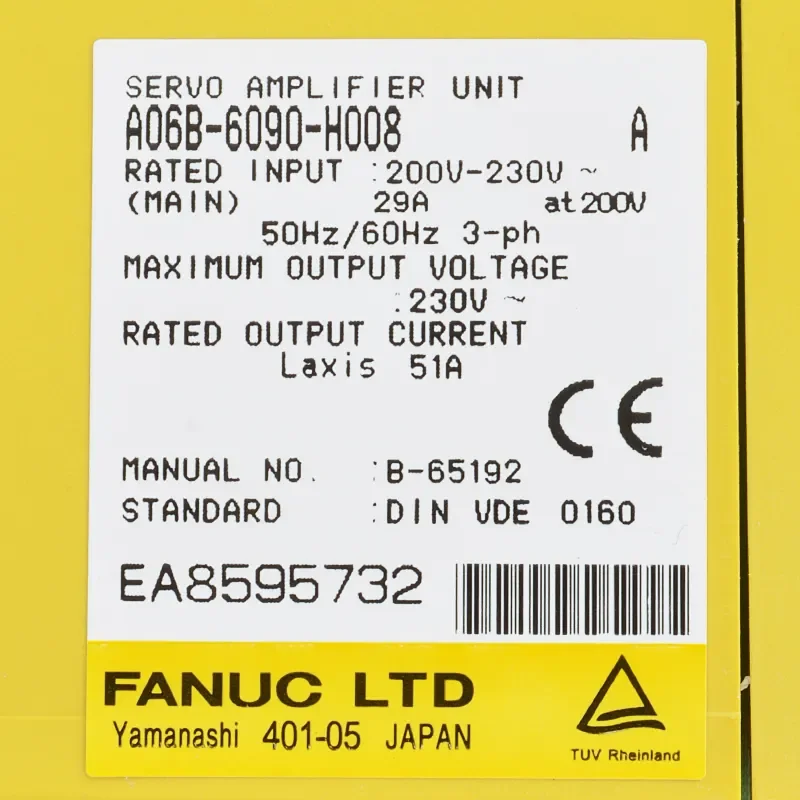 SERVO AMPLIFIER UNIT
A06B-6090-H008 A
RATED INPUT :200V-230V ~
(MAIN) 29A at 200V
50Hz/60Hz 3-ph
MAXIMUM OUTPUT VOLTAGE
:230V ~
RATED OUTPUT CURRENT
Laxis 51A
CE
MANUAL NO. :B-65192
STANDARD :DIN VDE 0160
EA8595732
FANUC LTD
Yamanashi 401-05 JAPAN
TUV Rheinland